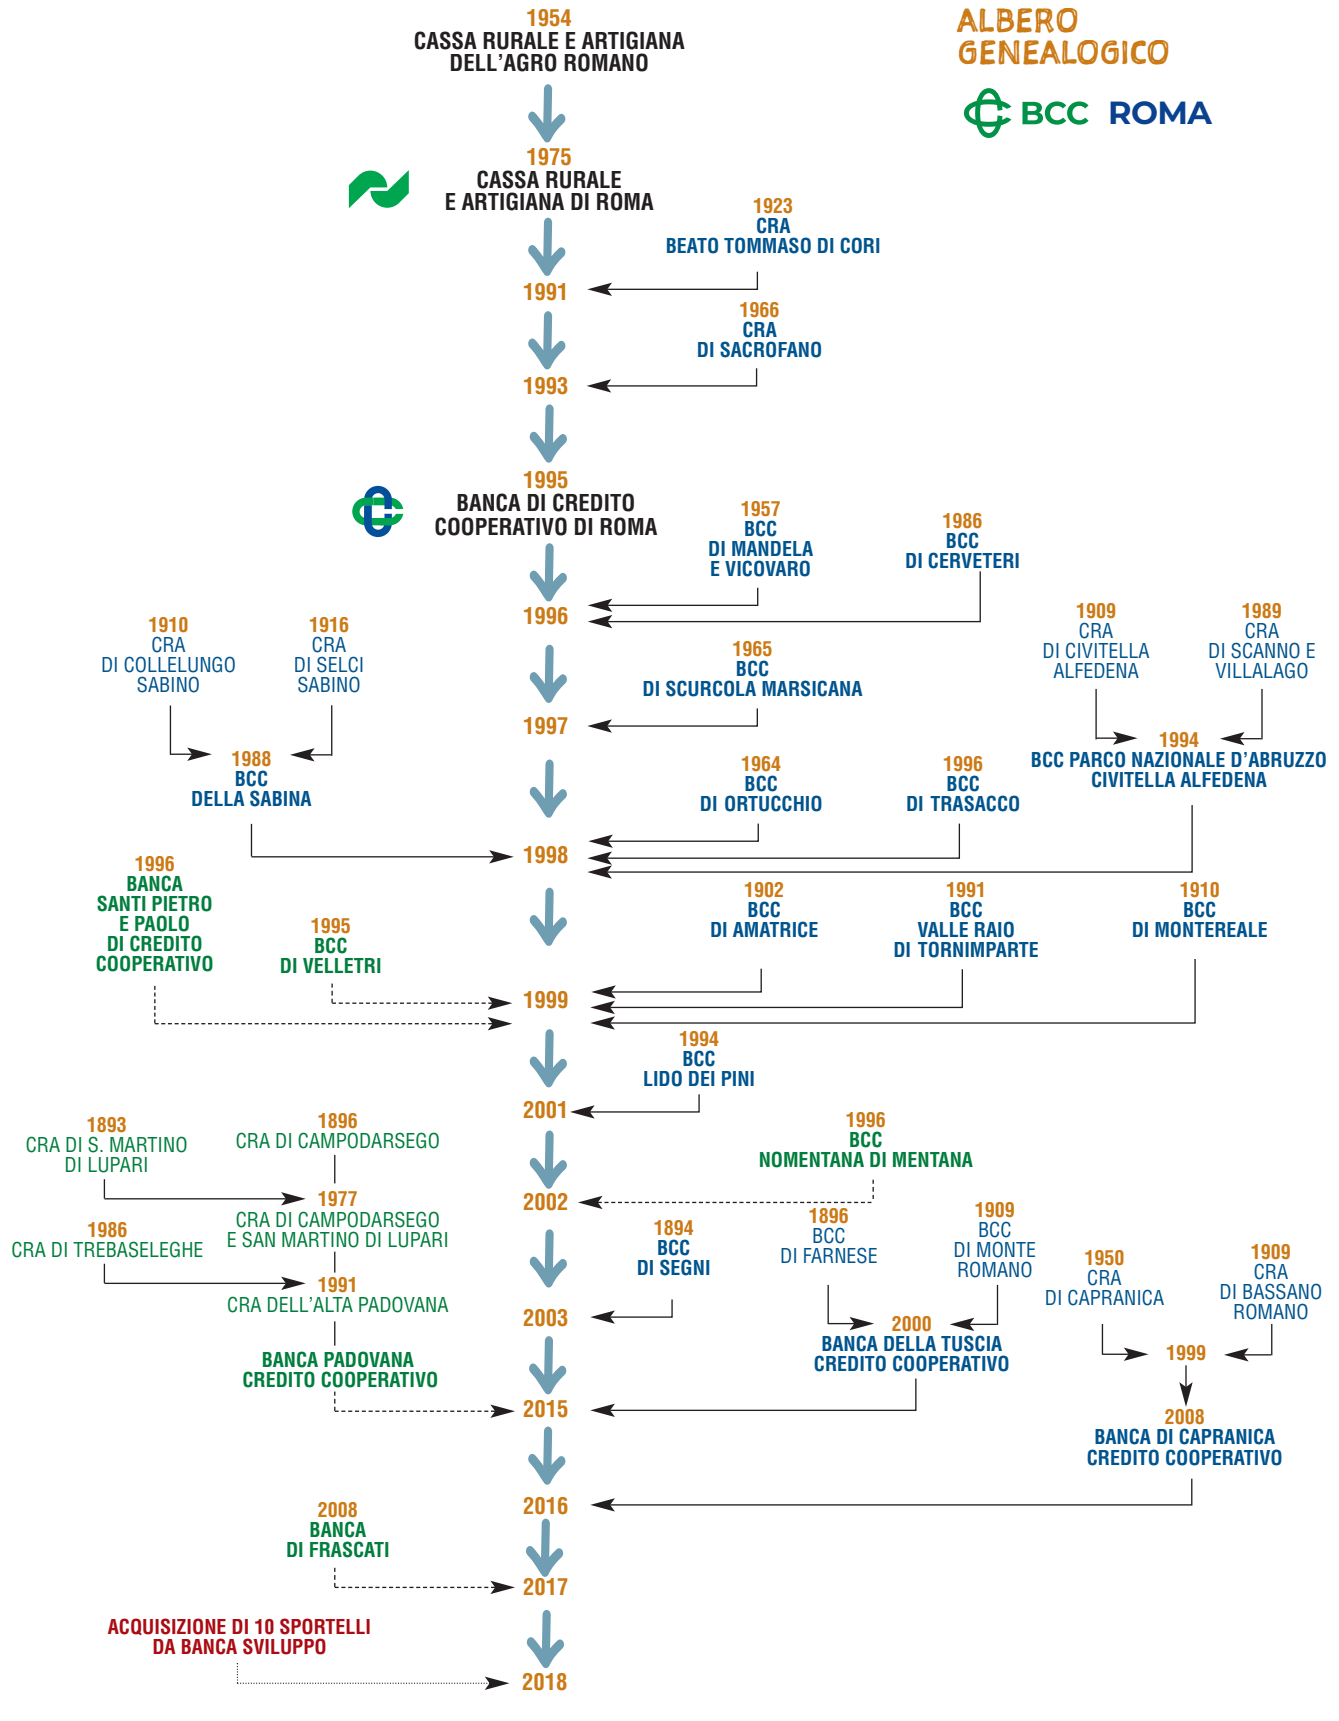 ALBERO
GENEALOGICO
BCC ROMA
1954
CASSA RURALE E ARTIGIANA
DELL'AGRO ROMANO
1975
CASSA RURALE
E ARTIGIANA DI ROMA
1923
CRA
BEATO TOMMASO DI CORI
1991
1966
CRA
DI SACROFANO
1993
1995
BANCA DI CREDITO
COOPERATIVO DI ROMA
1957
BCC
DI MANDELA
E VICOVARO
1986
BCC
DI CERVETERI
1996
1910
CRA
DI COLLELUNGO
SABINO
1916
CRA
DI SELCI
SABINO
1965
BCC
DI SCURCOLA MARSICANA
1909
CRA
DI CIVITELLA
ALFEDENA
1989
CRA
DI SCANNO E
VILLALAGO
1997
1988
BCC
DELLA SABINA
1964
BCC
DI ORTUCCHIO
1996
BCC
DI TRASACCO
1994
BCC PARCO NAZIONALE D'ABRUZZO
CIVITELLA ALFEDENA
1998
1996
BANCA
SANTI PIETRO
E PAOLO
DI CREDITO
COOPERATIVO
1995
BCC
DI VELLETRI
1902
BCC
DI AMATRICE
1991
BCC
VALLE RAIO
DI TORNIMPARTE
1910
BCC
DI MONTEREALE
1999
1994
BCC
LIDO DEI PINI
2001
1893
CRA DI S. MARTINO
DI LUPARI
1896
CRA DI CAMPODARSEGO
1996
BCC
NOMENTANA DI MENTANA
1977
CRA DI CAMPODARSEGO
E SAN MARTINO DI LUPARI
2002
1986
CRA DI TREBASELEGHE
1894
BCC
DI SEGNI
1896
BCC
DI FARNESE
1909
BCC
DI MONTE
ROMANO
1950
CRA
DI CAPRANICA
1909
CRA
DI BASSANO
ROMANO
1991
CRA DELL'ALTA PADOVANA
2003
2000
BANCA DELLA TUSCIA
CREDITO COOPERATIVO
1999
BANCA PADOVANA
CREDITO COOPERATIVO
2015
2008
BANCA DI CAPRANICA
CREDITO COOPERATIVO
2016
2008
BANCA
DI FRASCATI
2017
ACQUISIZIONE DI 10 SPORTELLI
DA BANCA SVILUPPO
2018